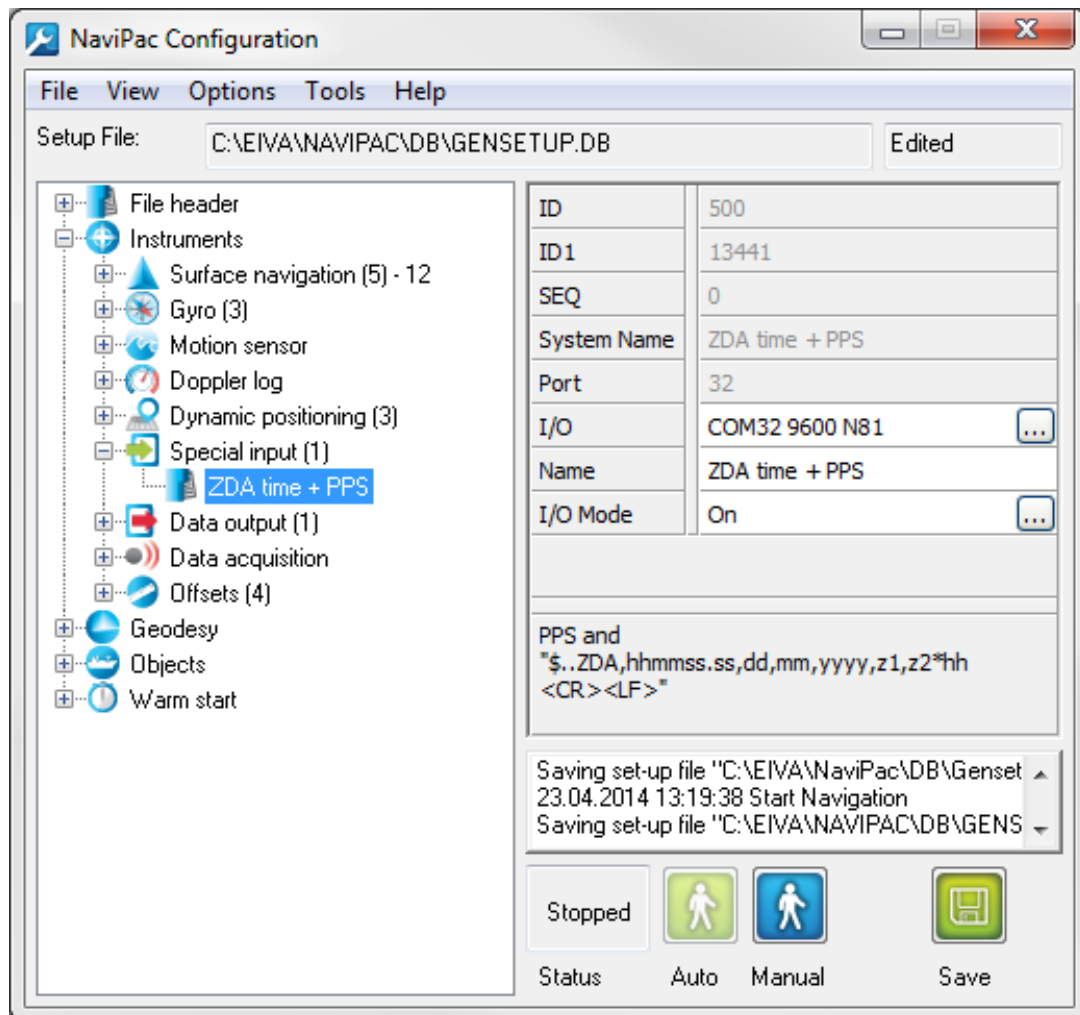 NaviPac Configuration
File View Options Tools Help
Setup File: C:\EIVA\NAVIPAC\DB\GENSETUP.DB Edited
File header
Instruments
Surface navigation (5) - 12
Gyro (3)
Motion sensor
Doppler log
Dynamic positioning (3)
Special input (1)
ZDA time + PPS
Data output (1)
Data acquisition
Offsets (4)
Geodesy
Objects
Warm start
ID 500
ID1 13441
SEQ 0
System Name ZDA time + PPS
Port 32
I/O COM32 9600 N81 ...
Name ZDA time + PPS
I/O Mode On ...
PPS and
"$..ZDA,hhmmss.ss,dd,mm,yyyy,z1,z2*hh
<CR><LF>"
Saving set-up file "C:\EIVA\NaviPac\DB\Genset
23.04.2014 13:19:38 Start Navigation
Saving set-up file "C:\EIVA\NAVIPAC\DB\GENS
Stopped
Status Auto Manual Save